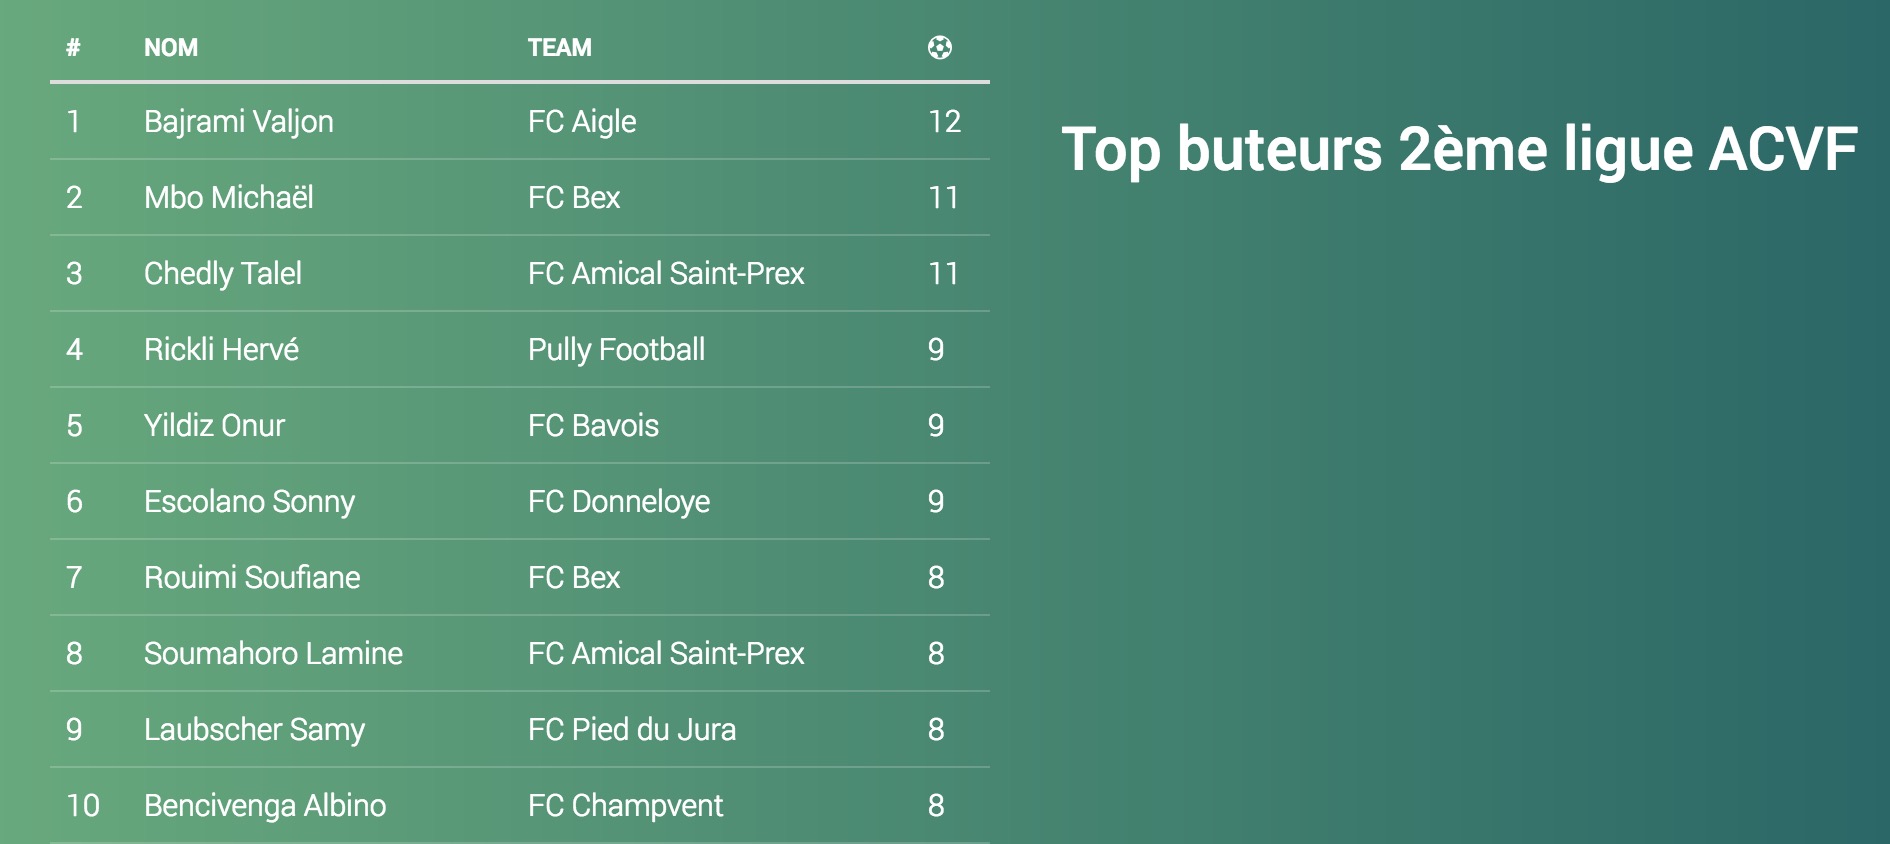 # NOM TEAM
1 Bajrami Valjon FC Aigle 12
2 Mbo Michaël FC Bex 11
3 Chedly Talel FC Amical Saint-Prex 11
4 Rickli Hervé Pully Football 9
5 Yildiz Onur FC Bavois 9
6 Escolano Sonny FC Donneloye 9
7 Rouimi Soufiane FC Bex 8
8 Soumahoro Lamine FC Amical Saint-Prex 8
9 Laubscher Samy FC Pied du Jura 8
10 Bencivenga Albino FC Champvent 8
Top buteurs 2ème ligue ACVF